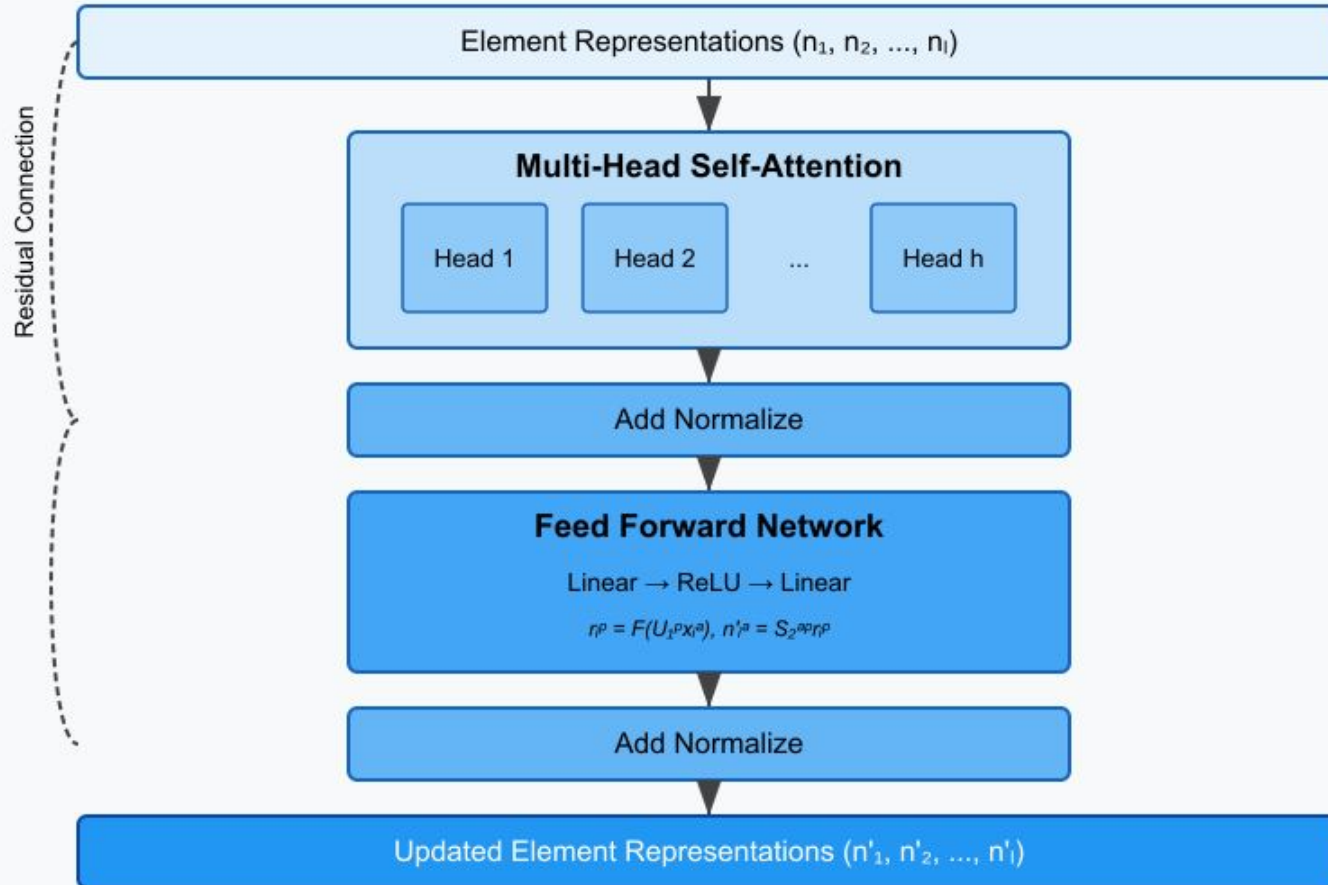 Element Representations (n₁, n₂, ..., nₗ)
Residual Connection
Multi-Head Self-Attention
Head 1 Head 2 ... Head h
Add Normalize
Feed Forward Network
Linear → ReLU → Linear
rᵢᵖ = F(U₁ᵖxᵢᵃ), n'ᵢᵃ = S₂ᵃᵖrᵢᵖ
Add Normalize
Updated Element Representations (n'₁, n'₂, ..., n'ₗ)